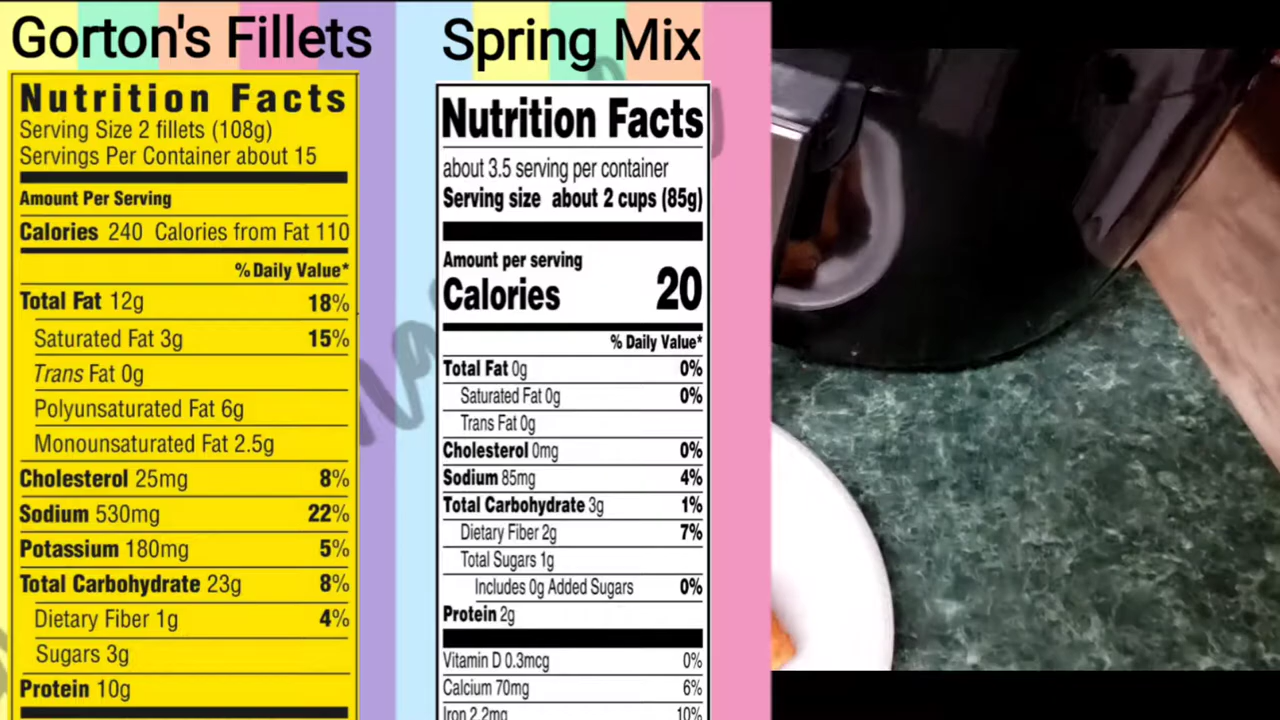 Gorton's Fillets
Nutrition Facts
Serving Size 2 fillets (108g)
Servings Per Container about 15
Amount Per Serving
Calories 240 Calories from Fat 110
% Daily Value*
Total Fat 12g 18%
Saturated Fat 3g 15%
Trans Fat 0g
Polyunsaturated Fat 6g
Monounsaturated Fat 2.5g
Cholesterol 25mg 8%
Sodium 530mg 22%
Potassium 180mg 5%
Total Carbohydrate 23g 8%
Dietary Fiber 1g 4%
Sugars 3g
Protein 10g
Spring Mix
Nutrition Facts
about 3.5 serving per container
Serving size about 2 cups (85g)
Amount per serving
Calories 20
% Daily Value*
Total Fat 0g 0%
Saturated Fat 0g 0%
Trans Fat 0g
Cholesterol 0mg 0%
Sodium 85mg 4%
Total Carbohydrate 3g 1%
Dietary Fiber 2g 7%
Total Sugars 1g
Includes 0g Added Sugars 0%
Protein 2g
Vitamin D 0.3mcg 0%
Calcium 70mg 6%
Iron 2.2mg 10%